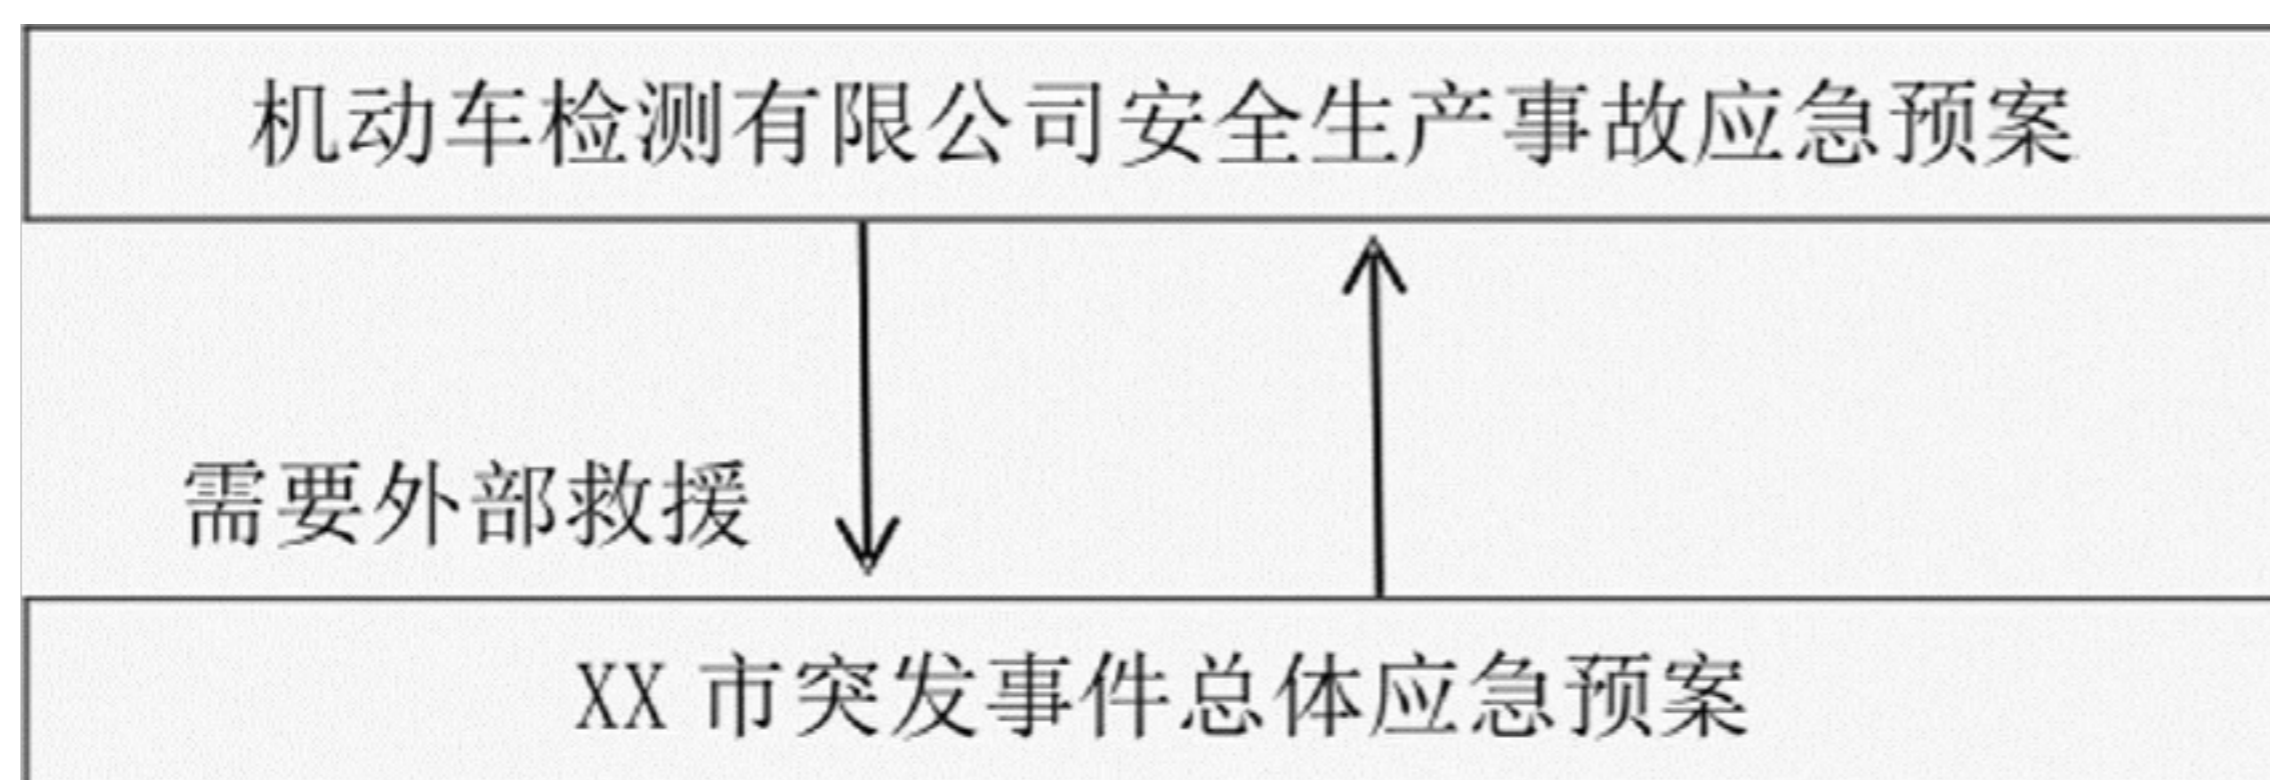 机动车检测有限公司安全生产事故应急预案
需要外部救援
XX 市突发事件总体应急预案